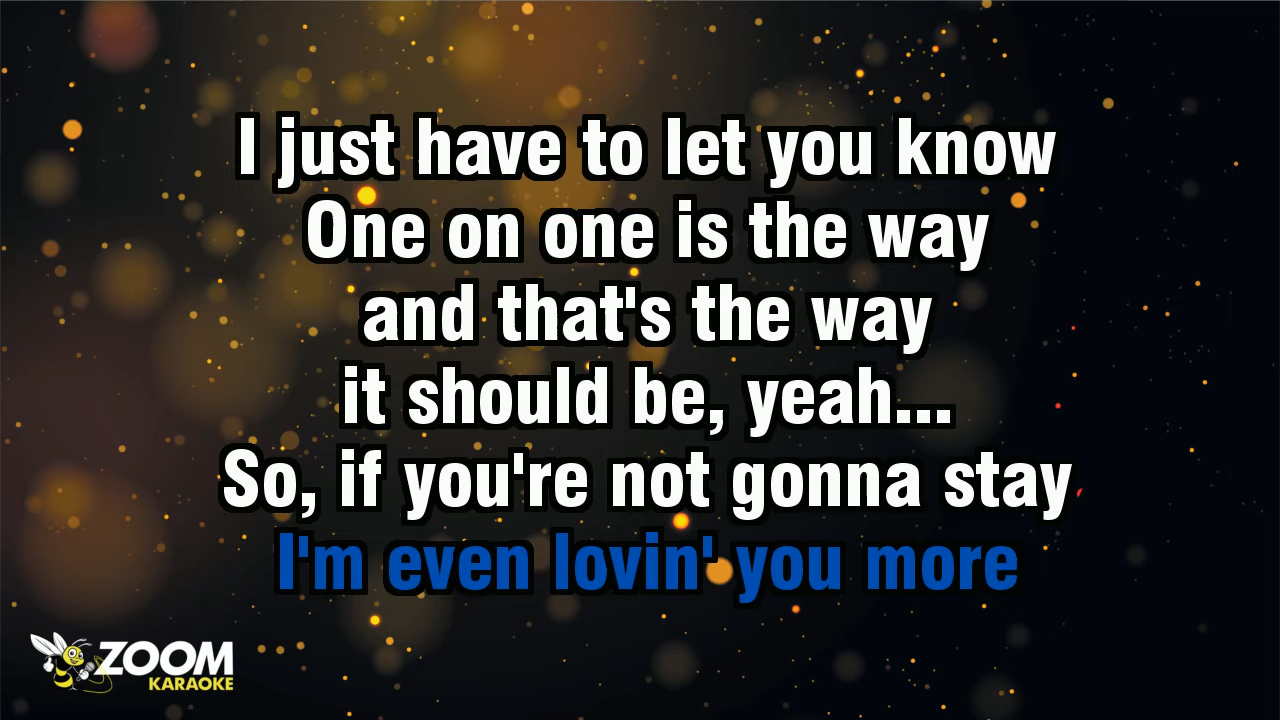 I just have to let you know
One on one is the way
and that's the way
it should be, yeah...
So, if you're not gonna stay
I'm even lovin' you more
ZOOM
KARAOKE